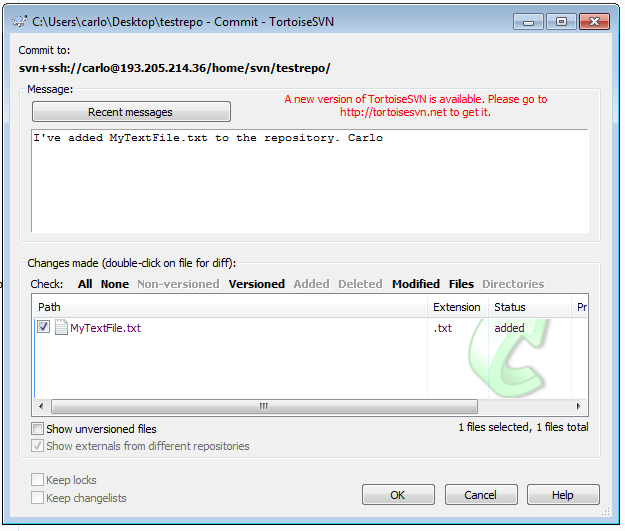 C:\Users\carlo\Desktop\testrepo - Commit - TortoiseSVN
Commit to:
svn+ssh://carlo@193.205.214.36/home/svn/testrepo/
Message:
Recent messages
A new version of TortoiseSVN is available. Please go to
http://tortoisesvn.net to get it.
I've added MyTextFile.txt to the repository. Carlo
Changes made (double-click on file for diff):
Check: All None Non-versioned Versioned Added Deleted Modified Files Directories
Path Extension Status Pr
MyTextFile.txt .txt added
Show unversioned files 1 files selected, 1 files total
Show externals from different repositories
Keep locks
Keep changelists
OK Cancel Help